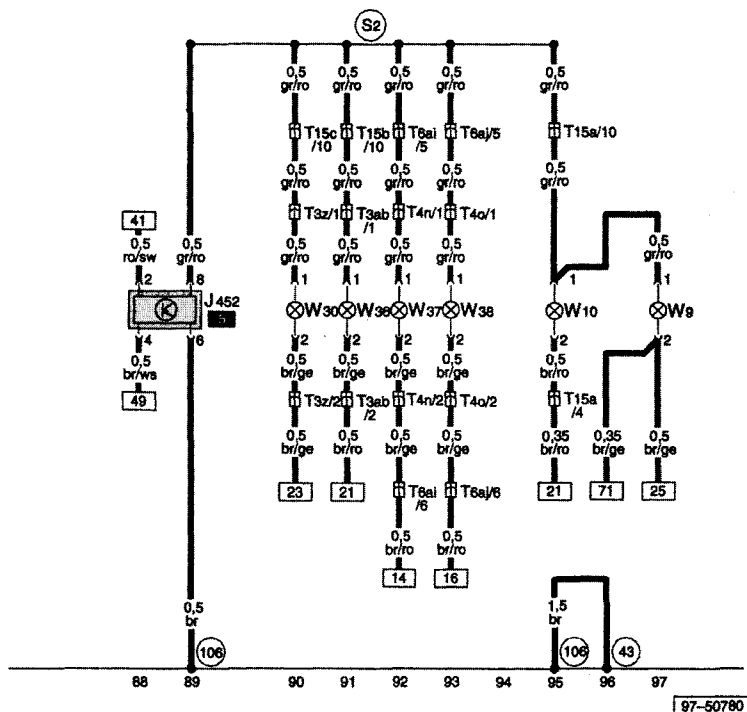 S2
0,5 0,5 0,5 0,5 0,5 0,5
gr/ro gr/ro gr/ro gr/ro gr/ro gr/ro
T15c T15b T6ai T6aj/5 T15a/10
/10 /10 /5
0,5 0,5 0,5 0,5 0,5
gr/ro gr/ro gr/ro gr/ro gr/ro
T3z/1 T3ab T4n/1 T4o/1
/1
41
0,5 0,5 0,5 0,5 0,5 0,5 0,5
ro/sw gr/ro gr/ro gr/ro gr/ro gr/ro gr/ro
2 8 1 1 1 1 1 1
K J452 W30 W36 W37 W38 W10 W9
5
4 6 2 2 2 2 2 2
0,5 0,5 0,5 0,5 0,5 0,5
br/ws br/ge br/ge br/ge br/ge br/ro
T3z/2 T3ab T4n/2 T4o/2 T15a
/2 /4
49
0,5 0,5 0,5 0,5 0,35 0,35 0,5
br/ge br/ro br/ge br/ge br/ro br/ge br/ge
23 21 T6ai T6aj/6 21 71 25
/6
0,5 0,5
br/ro br/ro
14 16
0,5 1,5
br br
106 106 43
88 89 90 91 92 93 94 95 96 97
97-50780